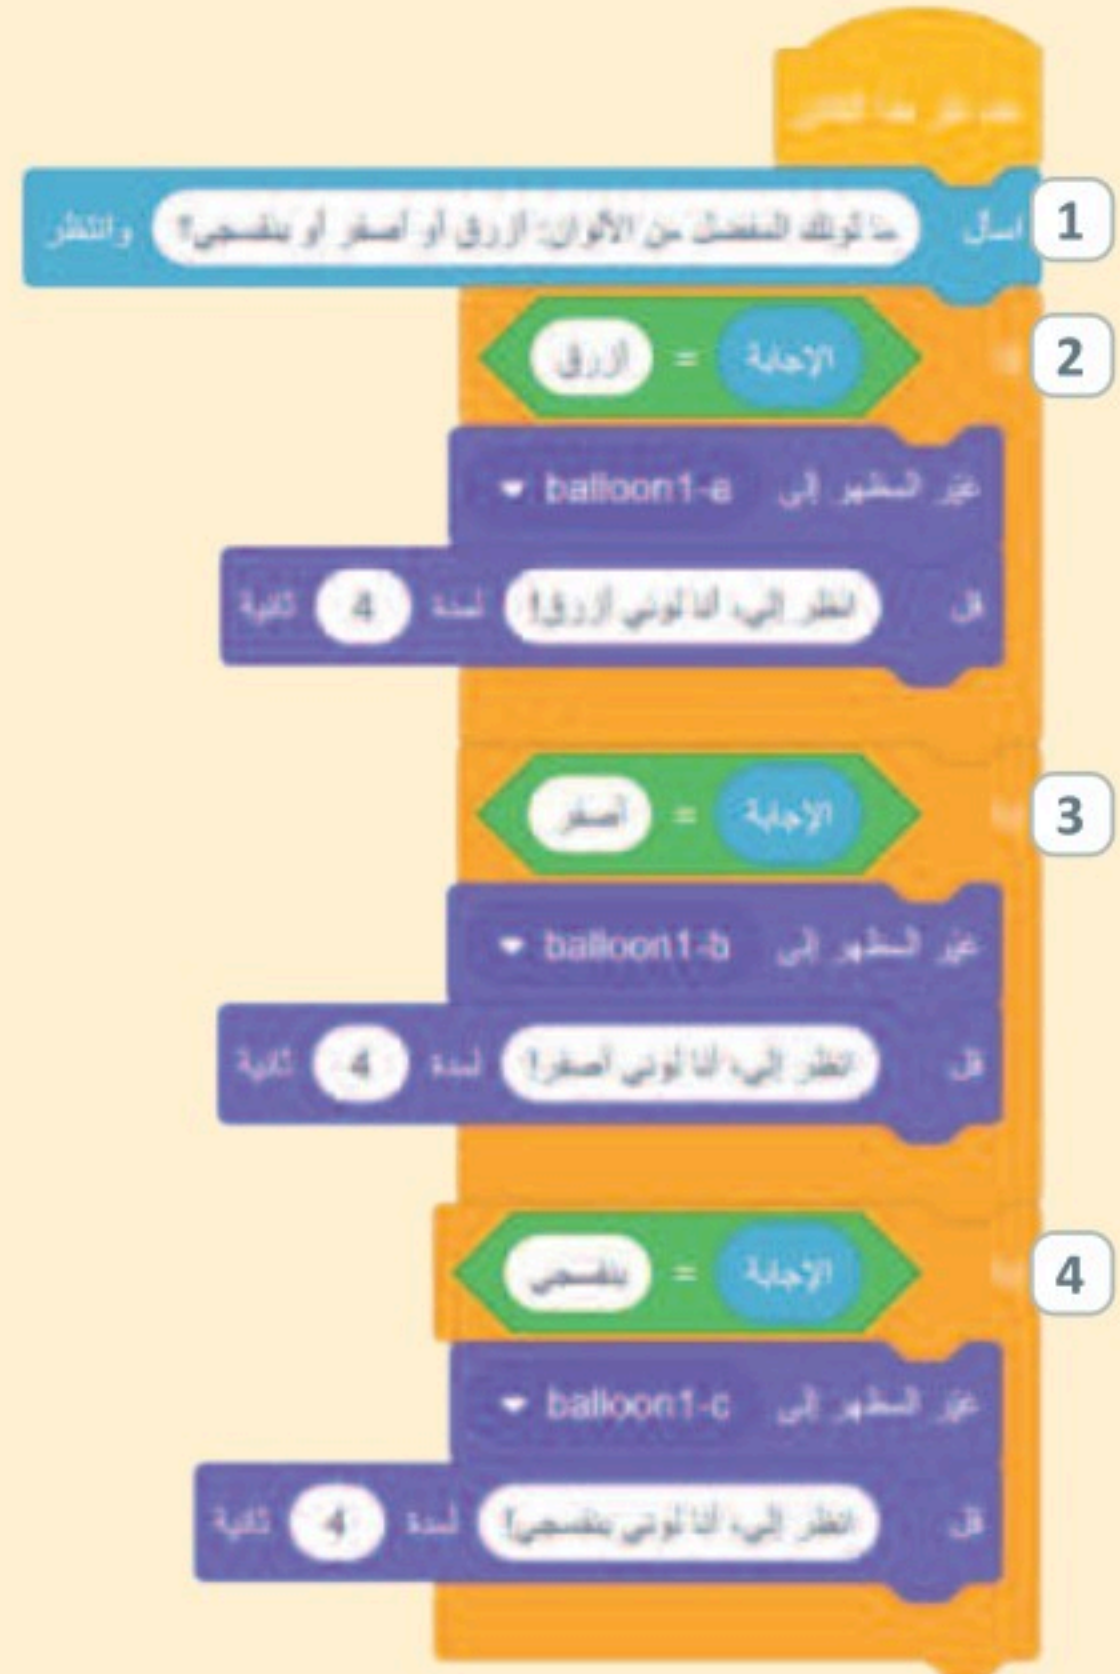 عند نقر هذا الكائن
1 اسأل ما لونك المفضل من الألوان: أزرق أو أصفر أو بنفسجي؟ وانتظر
2 الإجابة = أزرق
غيّر المظهر إلى balloon1-a
قل انظر إلي، أنا لوني أزرق! لمدة 4 ثانية
3 الإجابة = أصفر
غيّر المظهر إلى balloon1-b
قل انظر إلي، أنا لوني أصفر! لمدة 4 ثانية
4 الإجابة = بنفسجي
غيّر المظهر إلى balloon1-c
قل انظر إلي، أنا لوني بنفسجي! لمدة 4 ثانية